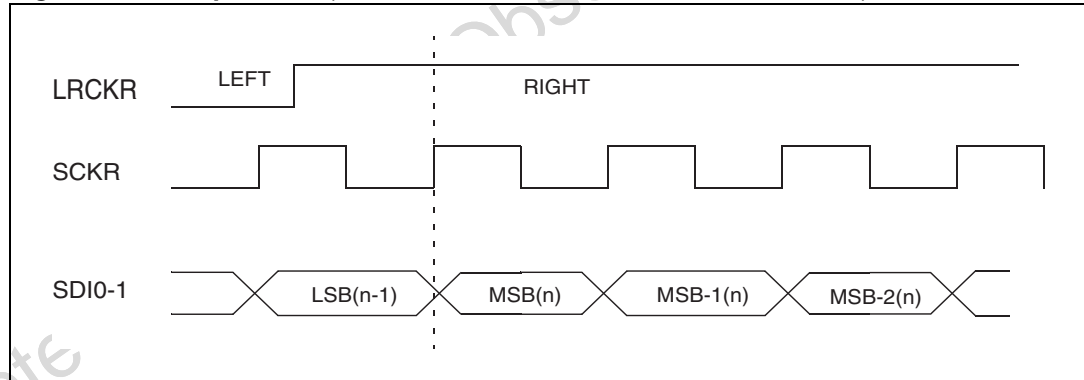 LRCKR LEFT RIGHT
SCKR
SDI0-1 LSB(n-1) MSB(n) MSB-1(n) MSB-2(n)